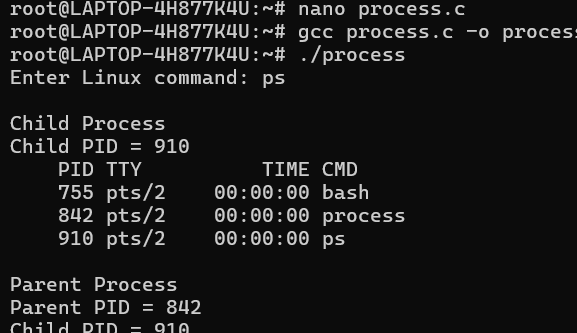 root@LAPTOP-4H877K4U:~# nano process.c
root@LAPTOP-4H877K4U:~# gcc process.c -o process
root@LAPTOP-4H877K4U:~# ./process
Enter Linux command: ps
Child Process
Child PID = 910
PID TTY TIME CMD
755 pts/2 00:00:00 bash
842 pts/2 00:00:00 process
910 pts/2 00:00:00 ps
Parent Process
Parent PID = 842
Child PID = 910